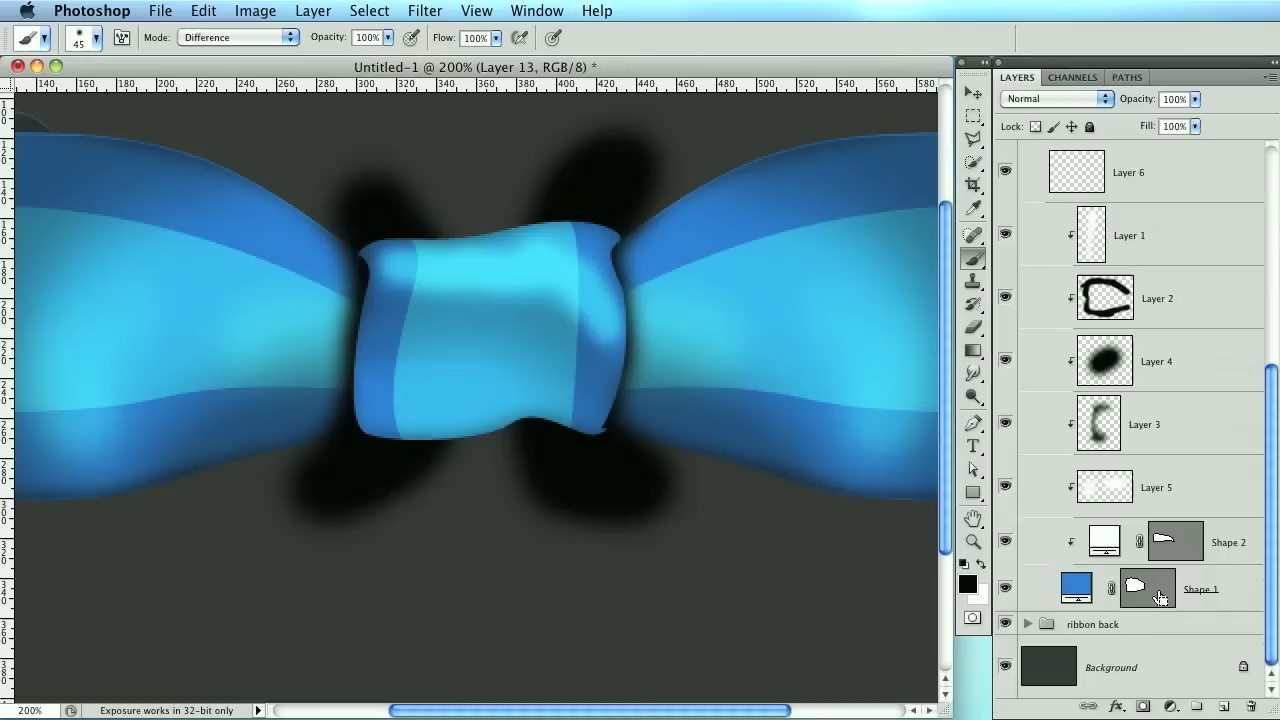 Photoshop File Edit Image Layer Select Filter View Window Help
45 Mode: Difference Opacity: 100% Flow: 100%
Untitled-1 @ 200% (Layer 13, RGB/8) *
140 160 180 200 220 240 260 280 300 320 340 360 380 400 420 440 460 480 500 520 540 560 580
LAYERS CHANNELS PATHS
Normal Opacity: 100%
Lock: Fill: 100%
Layer 6
Layer 1
Layer 2
Layer 4
Layer 3
Layer 5
Shape 2
Shape 1
ribbon back
Background
200% Exposure works in 32-bit only